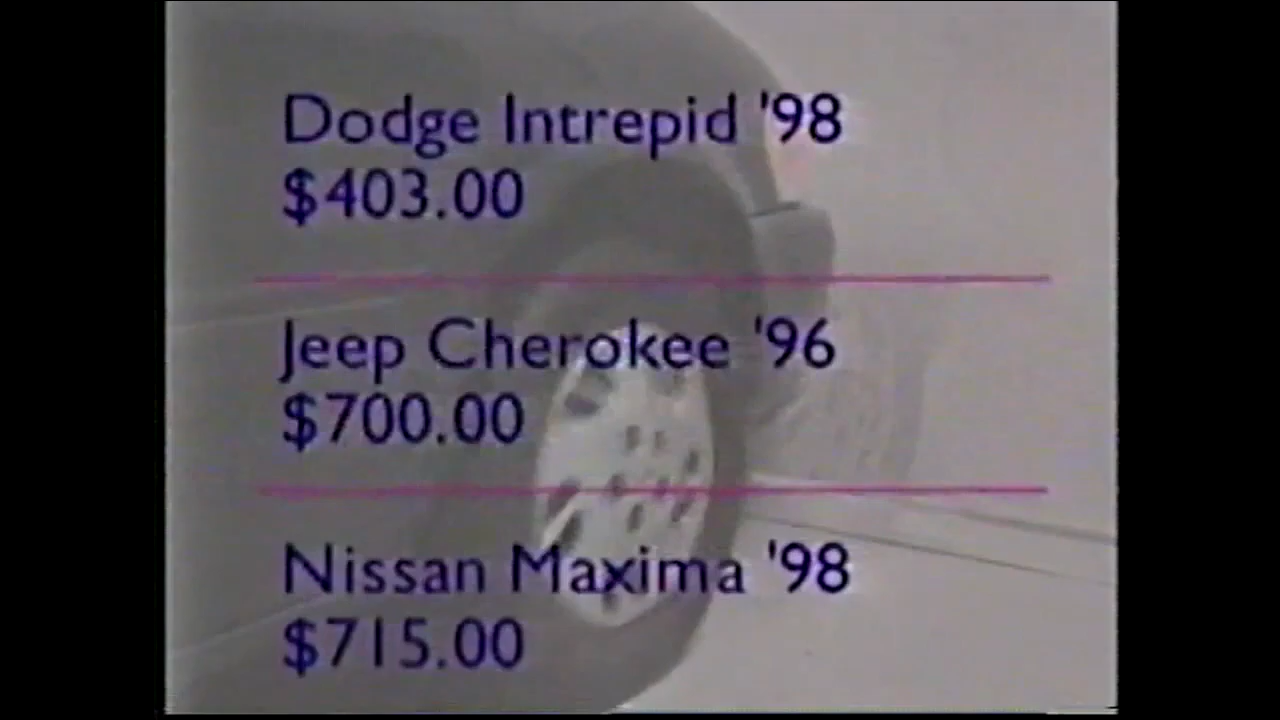 Dodge Intrepid '98
$403.00
Jeep Cherokee '96
$700.00
Nissan Maxima '98
$715.00